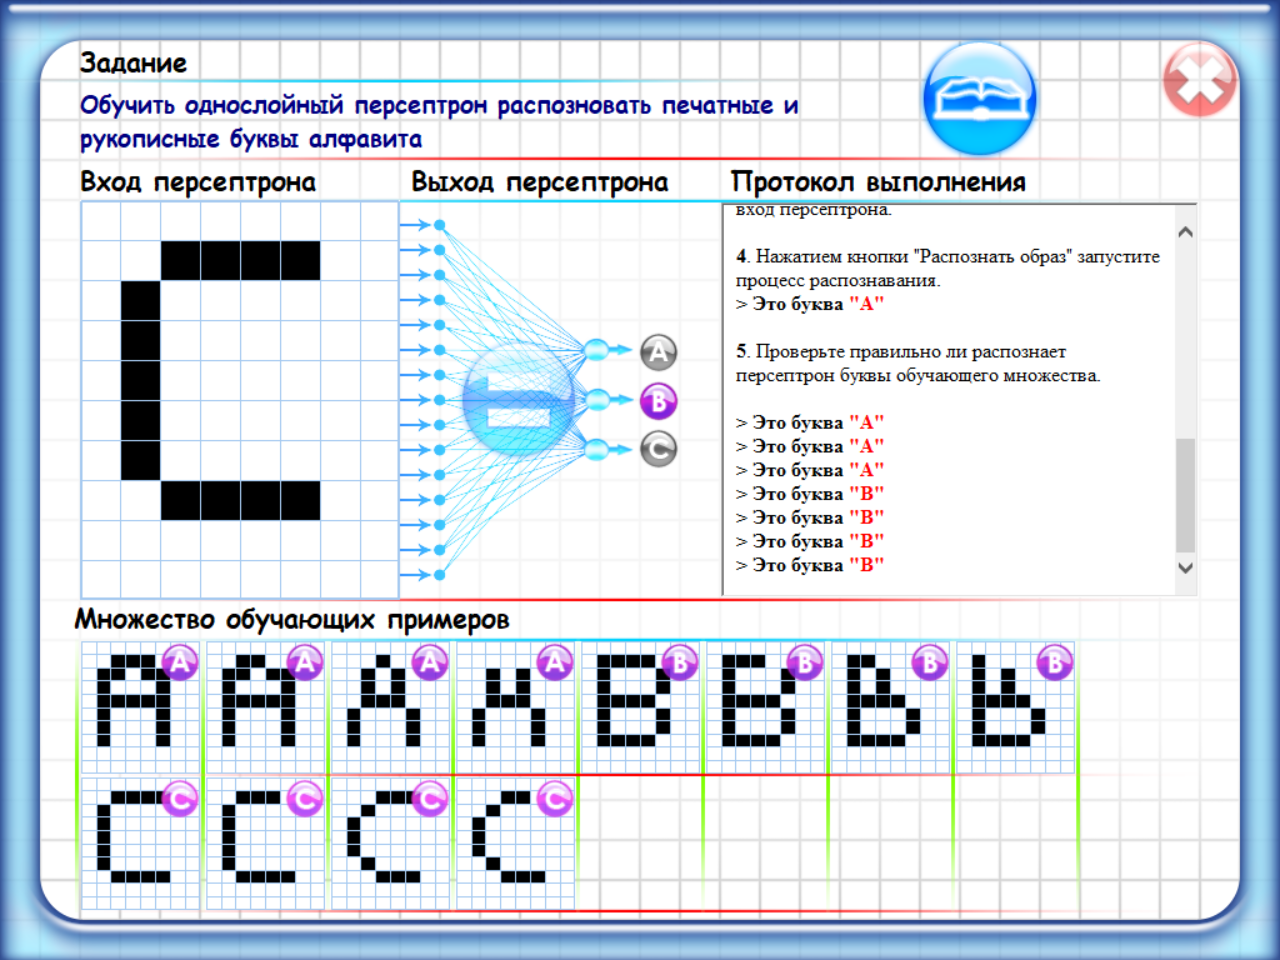 Задание
Обучить однослойный персептрон распозновать печатные и
рукописные буквы алфавита
Вход персептрона
Выход персептрона
Протокол выполнения
A
B
C
вход персептрона.
4. Нажатием кнопки "Распознать образ" запустите
процесс распознавания.
> Это буква "A"
5. Проверьте правильно ли распознает
персептрон буквы обучающего множества.
> Это буква "A"
> Это буква "A"
> Это буква "A"
> Это буква "B"
> Это буква "B"
> Это буква "B"
> Это буква "B"
Множество обучающих примеров
A A A A B B B B
C C C C